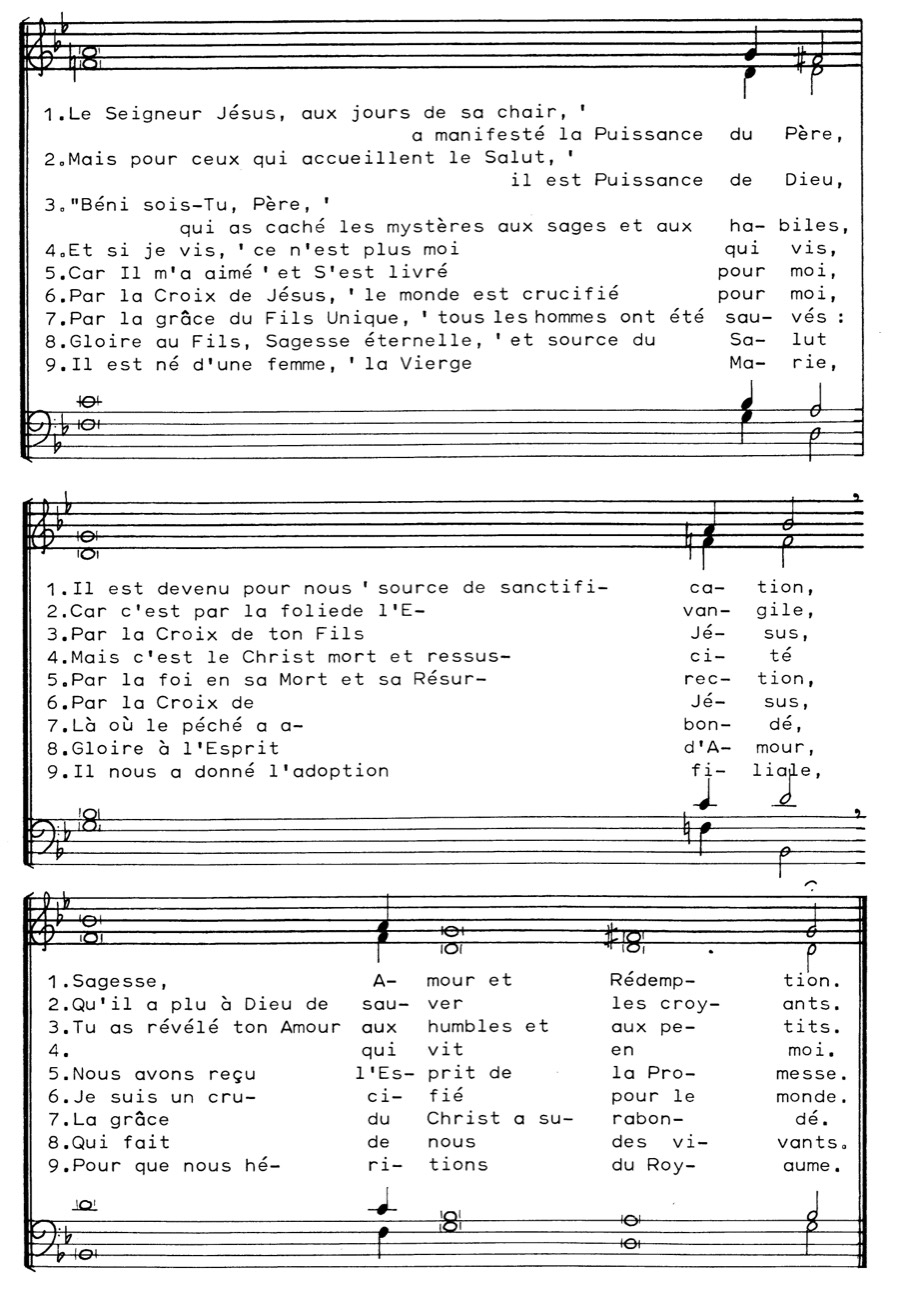 1.Le Seigneur Jésus, aux jours de sa chair, '
a manifesté la Puissance du Père,
2.Mais pour ceux qui accueillent le Salut, '
il est Puissance de Dieu,
3."Béni sois-Tu, Père, '
qui as caché les mystères aux sages et aux ha- biles,
4.Et si je vis, ' ce n'est plus moi qui vis,
5.Car Il m'a aimé ' et S'est livré pour moi,
6.Par la Croix de Jésus, ' le monde est crucifié pour moi,
7.Par la grâce du Fils Unique, ' tous les hommes ont été sau- vés :
8.Gloire au Fils, Sagesse éternelle, ' et source du Sa- lut
9.Il est né d'une femme, ' la Vierge Ma- rie,
1.Il est devenu pour nous ' source de sanctifi- ca- tion,
2.Car c'est par la foliede l'E- van- gile,
3.Par la Croix de ton Fils Jé- sus,
4.Mais c'est le Christ mort et ressus- ci- té
5.Par la foi en sa Mort et sa Résur- rec- tion,
6.Par la Croix de Jé- sus,
7.Là où le péché a a- bon- dé,
8.Gloire à l'Esprit d'A- mour,
9.Il nous a donné l'adoption fi- liale,
1.Sagesse, A- mour et Rédemp- tion.
2.Qu'il a plu à Dieu de sau- ver les croy- ants.
3.Tu as révélé ton Amour aux humbles et aux pe- tits.
4. qui vit en moi.
5.Nous avons reçu l'Es- prit de la Pro- messe.
6.Je suis un cru- ci- fié pour le monde.
7.La grâce du Christ a su- rabon- dé.
8.Qui fait de nous des vi- vants.
9.Pour que nous hé- ri- tions du Roy- aume.